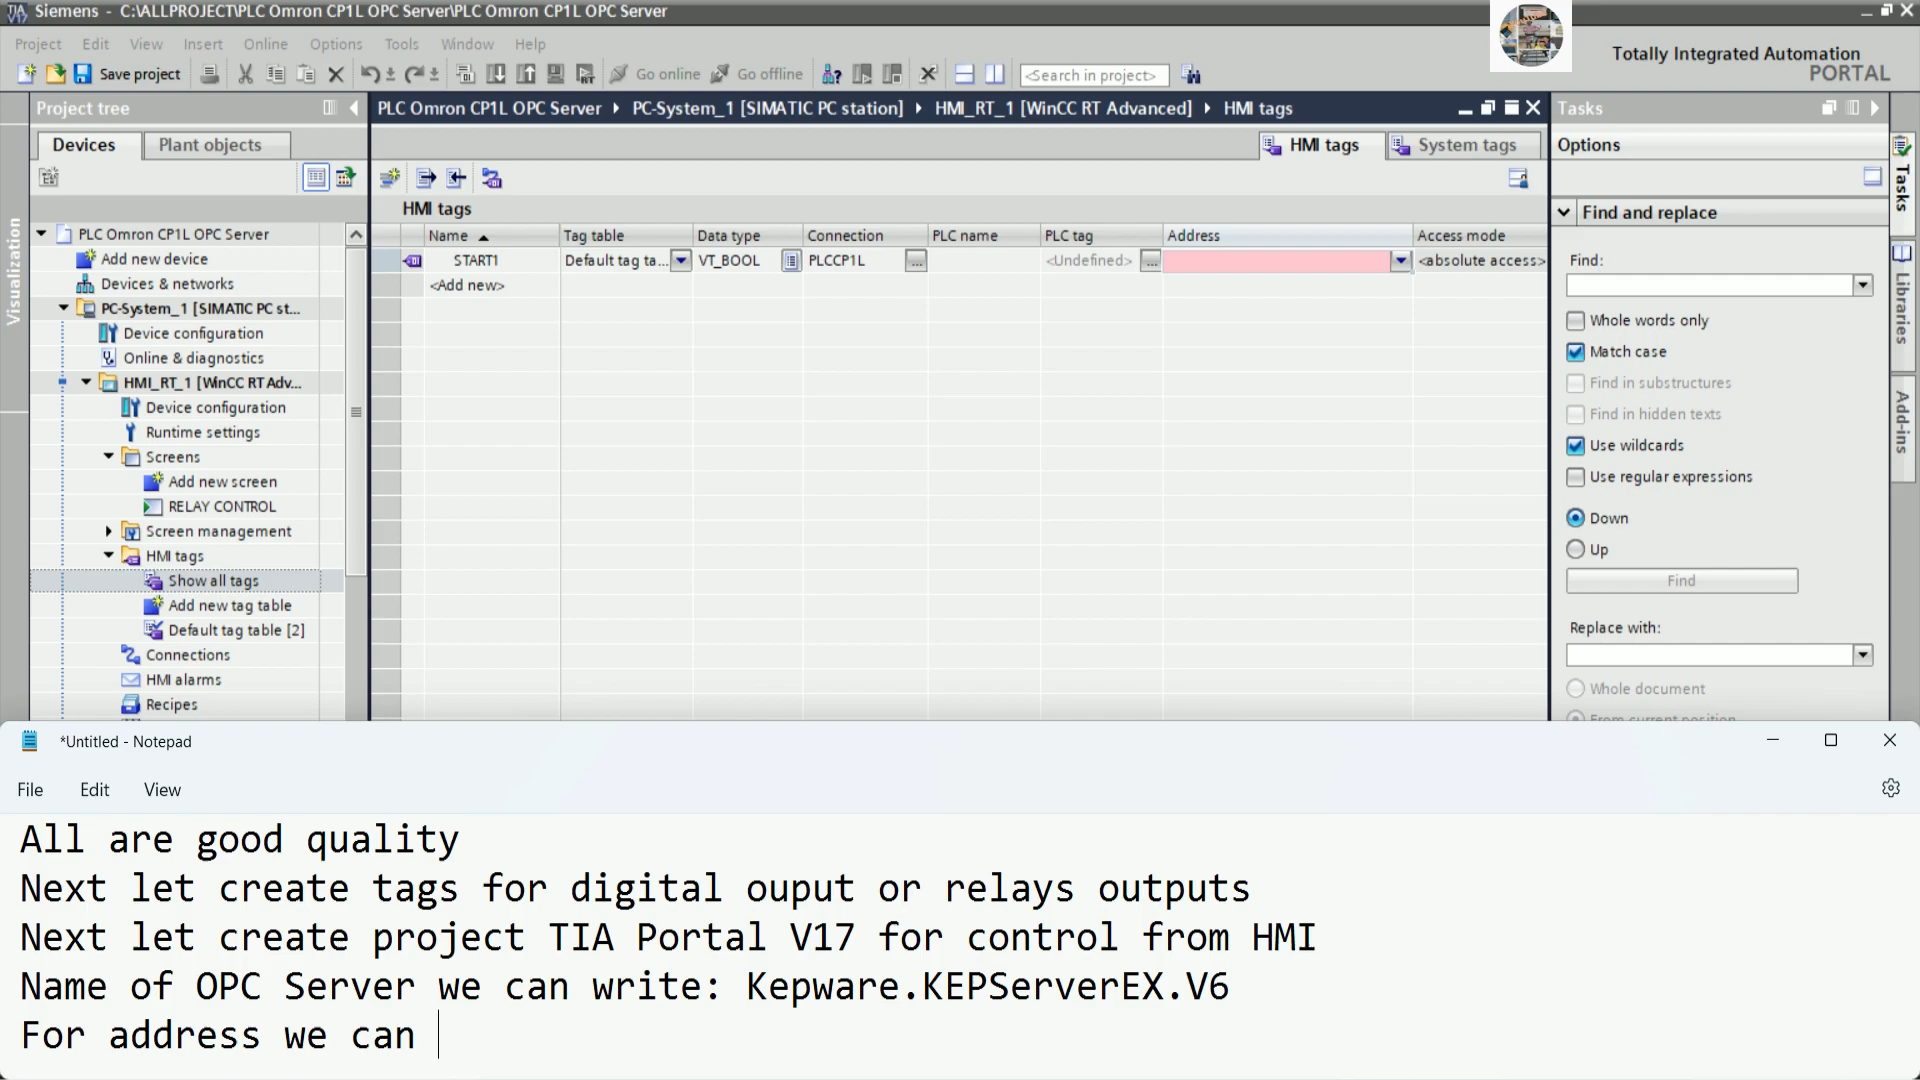 Siemens - C:\ALLPROJECT\PLC Omron CP1L OPC Server\PLC Omron CP1L OPC Server
Project Edit View Insert Online Options Tools Window Help
Totally Integrated Automation
PORTAL
Save project
Go online
Go offline
<Search in project>
Project tree
PLC Omron CP1L OPC Server
PC-System_1 [SIMATIC PC station]
HMI_RT_1 [WinCC RT Advanced]
HMI tags
Tasks
Devices
Plant objects
HMI tags
System tags
Options
Visualization
Tasks
Libraries
Add-ins
HMI tags
Find and replace
Name
Tag table
Data type
Connection
PLC name
PLC tag
Address
Access mode
START1
Default tag ta...
VT_BOOL
PLCCP1L
...
<Undefined>
...
<absolute access>
<Add new>
PLC Omron CP1L OPC Server
Add new device
Devices & networks
PC-System_1 [SIMATIC PC st...
Device configuration
Online & diagnostics
HMI_RT_1 [WinCC RT Adv...
Device configuration
Runtime settings
Screens
Add new screen
RELAY CONTROL
Screen management
HMI tags
Show all tags
Add new tag table
Default tag table [2]
Connections
HMI alarms
Recipes
Find:
Whole words only
Match case
Find in substructures
Find in hidden texts
Use wildcards
Use regular expressions
Down
Up
Find
Replace with:
Whole document
From current position
*Untitled - Notepad
File Edit View
All are good quality
Next let create tags for digital ouput or relays outputs
Next let create project TIA Portal V17 for control from HMI
Name of OPC Server we can write: Kepware.KEPServerEX.V6
For address we can